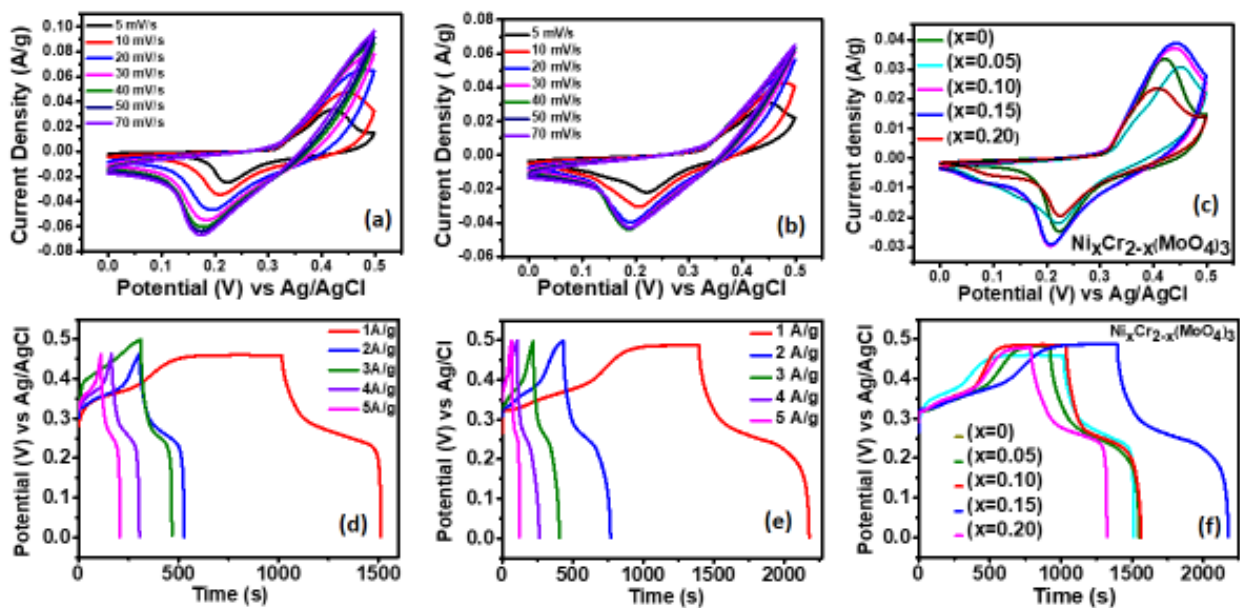 5 mV/s
10 mV/s
20 mV/s
30 mV/s
40 mV/s
50 mV/s
70 mV/s
0.10
0.08
0.06
0.04
0.02
0.00
-0.02
-0.04
-0.06
-0.08
Current Density (A/g)
(a)
0.0 0.1 0.2 0.3 0.4 0.5
Potential (V) vs Ag/AgCl
5 mV/s
10 mV/s
20 mV/s
30 mV/s
40 mV/s
50 mV/s
70 mV/s
0.08
0.06
0.04
0.02
0.00
-0.02
-0.04
-0.06
Current Density ( A/g)
(b)
0.0 0.1 0.2 0.3 0.4 0.5
Potential (V) vs Ag/AgCl
(x=0)
(x=0.05)
(x=0.10)
(x=0.15)
(x=0.20)
0.04
0.03
0.02
0.01
0.00
-0.01
-0.02
-0.03
Current density (A/g)
(c)
NixCr2-x(MoO4)3
0.0 0.1 0.2 0.3 0.4 0.5
Potential (V) vs Ag/AgCl
1A/g
2A/g
3A/g
4A/g
5A/g
0.5
0.4
0.3
0.2
0.1
0.0
Potential (V) vs Ag/AgCl
(d)
0 500 1000 1500
Time (s)
1 A/g
2 A/g
3 A/g
4 A/g
5 A/g
0.5
0.4
0.3
0.2
0.1
0.0
Potential (V) vs Ag/Cl
(e)
0 500 1000 1500 2000
Time (s)
NixCr2-x(MoO4)3
(x=0)
(x=0.05)
(x=0.10)
(x=0.15)
(x=0.20)
0.5
0.4
0.3
0.2
0.1
0.0
Potential (V) vs Ag/AgCl
(f)
0 500 1000 1500 2000
Time (s)